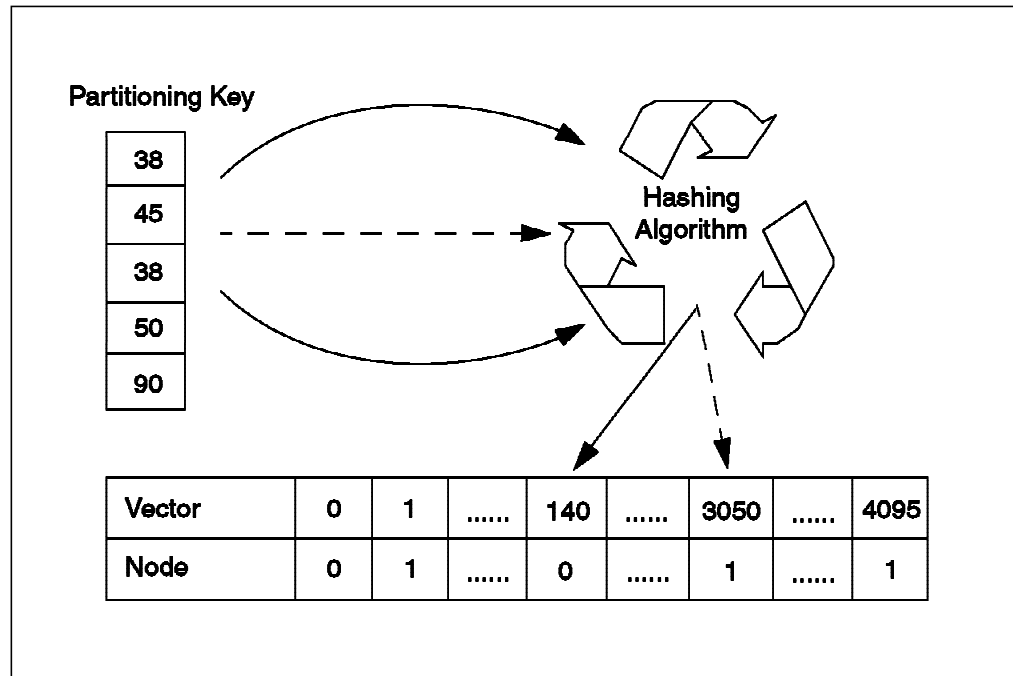 Partitioning Key
38
45
38
50
90
Hashing
Algorithm
Vector 0 1 ...... 140 ...... 3050 ...... 4095
Node 0 1 ...... 0 ...... 1 ...... 1